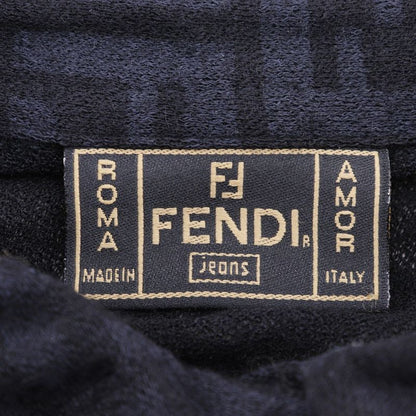 ROMA
MADE IN
FF
FENDI®
jeans
AMOR
ITALY